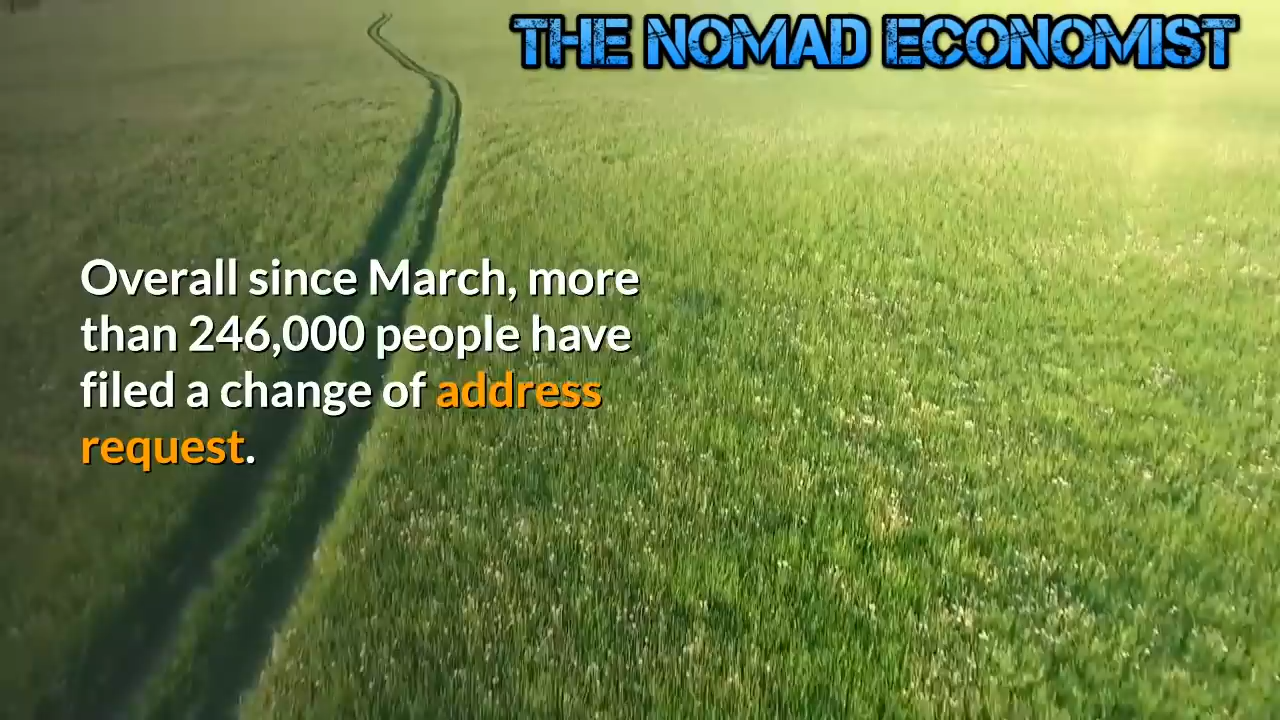 THE NOMAD ECONOMIST
Overall since March, more
than 246,000 people have
filed a change of address
request.